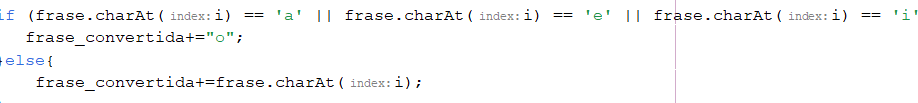 if (frase.charAt( index: i) == 'a' || frase.charAt( index: i) == 'e' || frase.charAt( index: i) == 'i'
frase_convertida+="o";
}else{
frase_convertida+=frase.charAt( index: i);